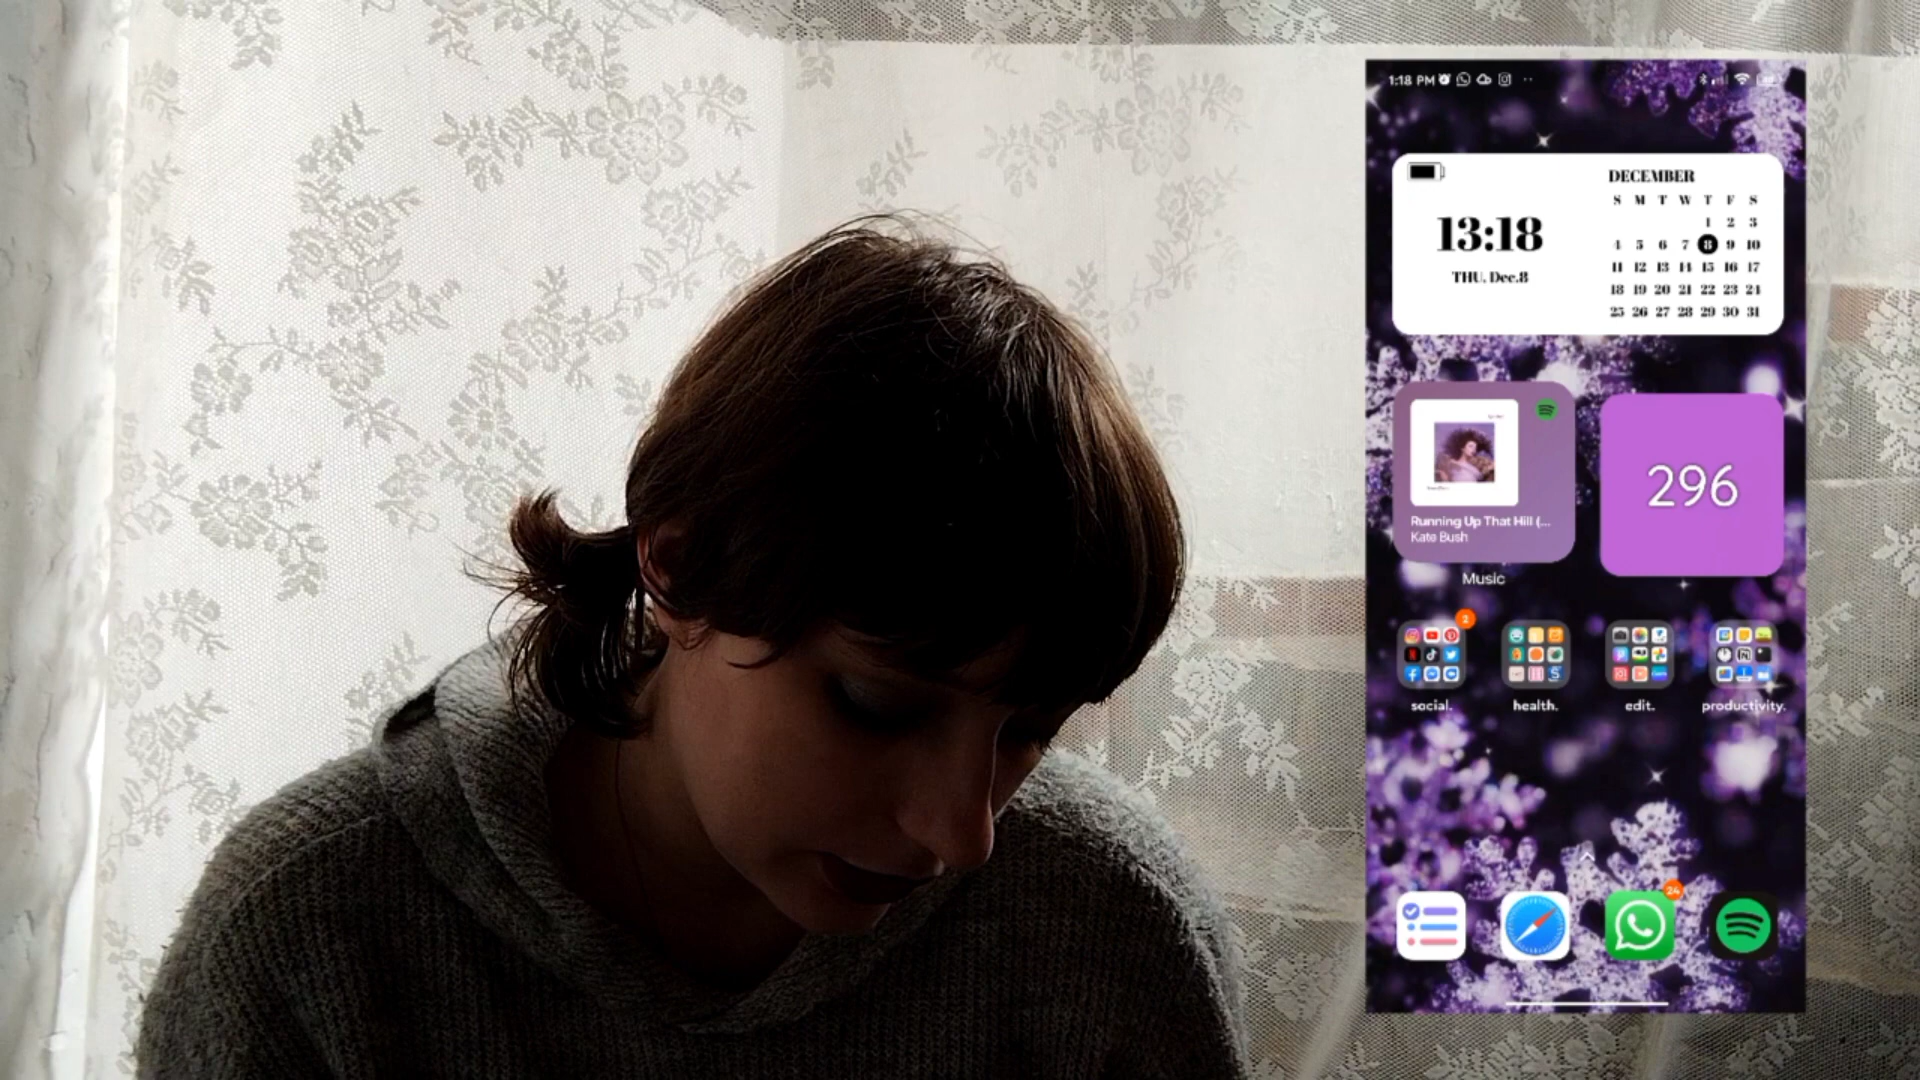 1:18 PM
13:18
THU. Dec.8
DECEMBER
S M T W T F S
1 2 3
4 5 6 7 8 9 10
11 12 13 14 15 16 17
18 19 20 21 22 23 24
25 26 27 28 29 30 31
Running Up That Hill (...
Kate Bush
Music
296
2
social.
health.
edit.
productivity.
24